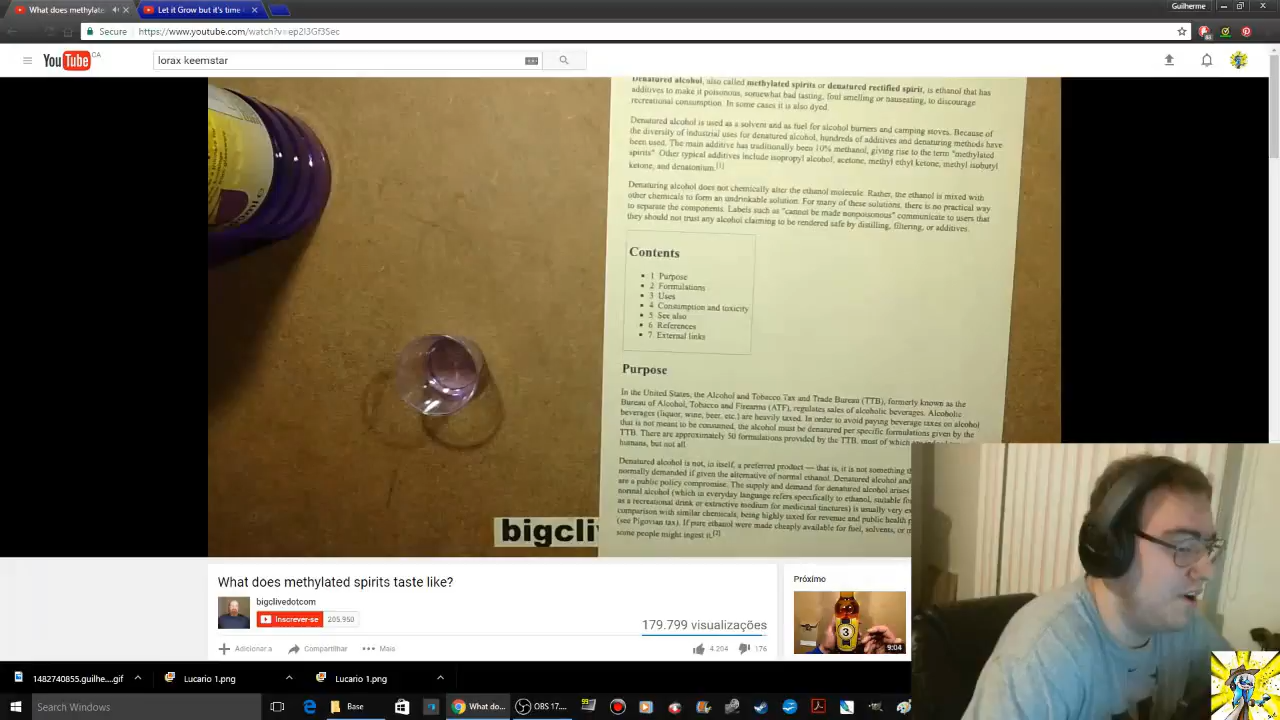 What does methylate
Let it Grow but it's time
Guilherme
Secure
https://www.youtube.com/watch?v=ep2I3Gf3Sec
YouTube CA
lorax keemstar
Denatured alcohol, also called methylated spirits or denatured rectified spirit, is ethanol that has
additives to make it poisonous, somewhat bad tasting, foul smelling or nauseating, to discourage
recreational consumption. In some cases it is also dyed.
Denatured alcohol is used as a solvent and as fuel for alcohol burners and camping stoves. Because of
the diversity of industrial uses for denatured alcohol, hundreds of additives and denaturing methods have
been used. The main additive has traditionally been 10% methanol, giving rise to the term "methylated
spirits". Other typical additives include isopropyl alcohol, acetone, methyl ethyl ketone, methyl isobutyl
ketone, and denatonium.[1]
Denaturing alcohol does not chemically alter the ethanol molecule. Rather, the ethanol is mixed with
other chemicals to form an undrinkable solution. For many of these solutions, there is no practical way
to separate the components. Labels such as "cannot be made nonpoisonous" communicate to users that
they should not trust any alcohol claiming to be rendered safe by distilling, filtering, or additives.
Contents
1 Purpose
2 Formulations
3 Uses
4 Consumption and toxicity
5 See also
6 References
7 External links
Purpose
In the United States, the Alcohol and Tobacco Tax and Trade Bureau (TTB), formerly known as the
Bureau of Alcohol, Tobacco and Firearms (ATF), regulates sales of alcoholic beverages. Alcoholic
beverages (liquor, wine, beer, etc.) are heavily taxed. In order to avoid paying beverage taxes on alcohol
that is not meant to be consumed, the alcohol must be denatured per specific formulations given by the
TTB. There are approximately 50 formulations provided by the TTB, most of which are
humans, but not all.
Denatured alcohol is not, in itself, a preferred product — that is, it is not something th
normally demanded if given the alternative of normal ethanol. Denatured alcohol and
are a public policy compromise. The supply and demand for denatured alcohol arises
normal alcohol (which in everyday language refers specifically to ethanol, suitable fo
as a recreational drink or extractive medium for medicinal tinctures) is usually very ex
comparison with similar chemicals, being highly taxed for revenue and public health p
(see Pigovian tax). If pure ethanol were made cheaply available for fuel, solvents, or
some people might ingest it.[2]
bigcli
What does methylated spirits taste like?
bigclivedotcom
Inscrever-se 205.950
179.799 visualizações
Adicionar a
Compartilhar
Mais
4.204
176
Próximo
3
9:04
1482740855.guilhe....gif
Lucario 1.png
Lucario 1.png
Search Windows
Base
What do...
OBS 17....